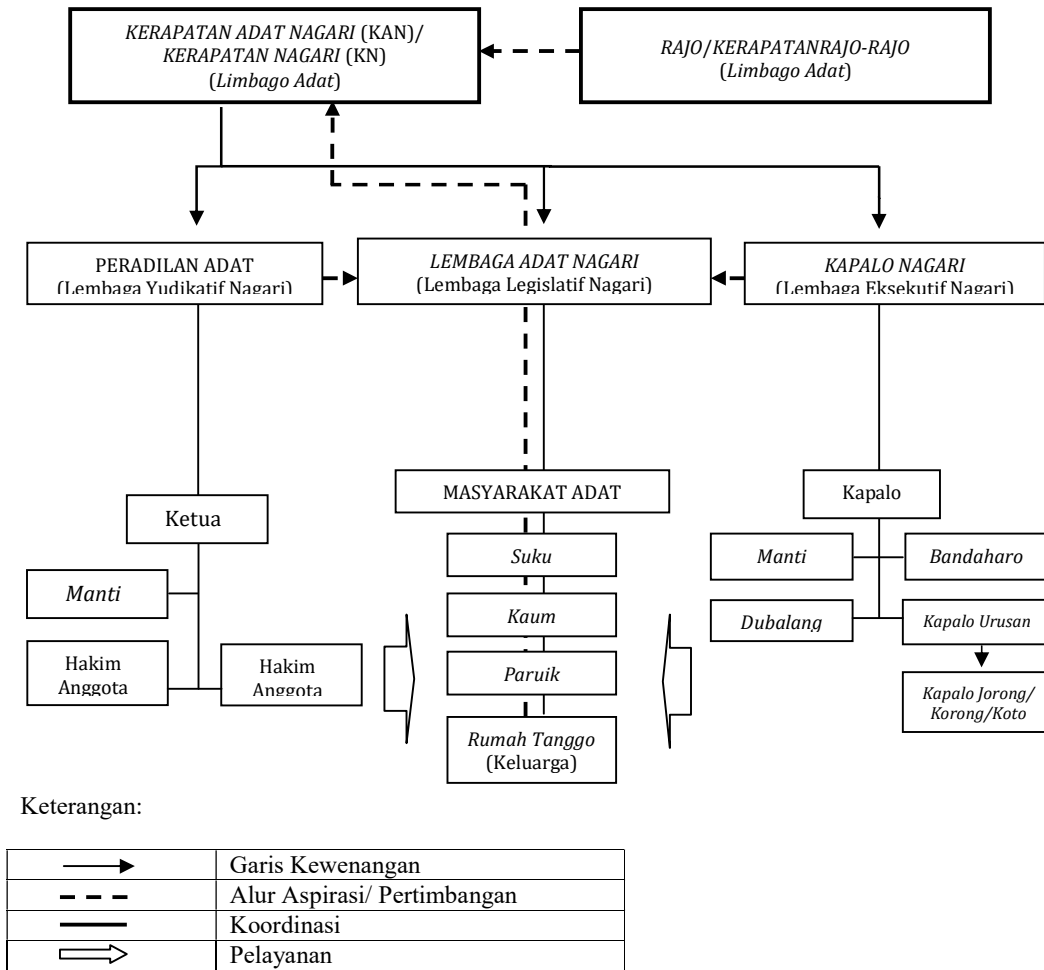 KERAPATAN ADAT NAGARI (KAN)/
KERAPATAN NAGARI (KN)
(Limbago Adat)
RAJO/KERAPATANRAJO-RAJO
(Limbago Adat)
PERADILAN ADAT
(Lembaga Yudikatif Nagari)
LEMBAGA ADAT NAGARI
(Lembaga Legislatif Nagari)
KAPALO NAGARI
(Lembaga Eksekutif Nagari)
Ketua
Manti
Hakim
Anggota
Hakim
Anggota
MASYARAKAT ADAT
Suku
Kaum
Paruik
Rumah Tanggo
(Keluarga)
Kapalo
Manti
Bandaharo
Dubalang
Kapalo Urusan
Kapalo Jorong/
Korong/Koto
Keterangan:
Garis Kewenangan
Alur Aspirasi/ Pertimbangan
Koordinasi
Pelayanan